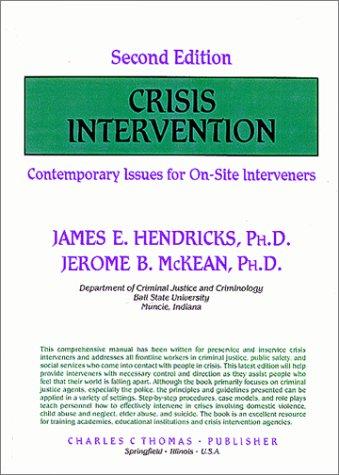 Second Edition
CRISIS
INTERVENTION
Contemporary Issues for On-Site Interveners
JAMES E. HENDRICKS, PH.D.
JEROME B. McKEAN, PH.D.
Department of Criminal Justice and Criminology
Ball State University
Muncie, Indiana
This comprehensive manual has been written for preservice and inservice crisis
interveners and addresses all frontline workers in criminal justice, public safety, and
social services who come into contact with people in crisis. This latest edition will help
provide interveners with necessary control and direction as they assist people who
feel that their world is falling apart. Although the book primarily focuses on criminal
justice agents, especially the police, the principles and guidelines presented can be
applied in a variety of settings. Step-by-step procedures, case models, and role plays
teach personnel how to effectively intervene in crises involving domestic violence,
child abuse and neglect, elder abuse, and suicide. The book is an excellent resource
for training academies, educational institutions and crisis intervention agencies.
CHARLES C THOMAS • PUBLISHER
Springfield • Illinois • U.S.A.